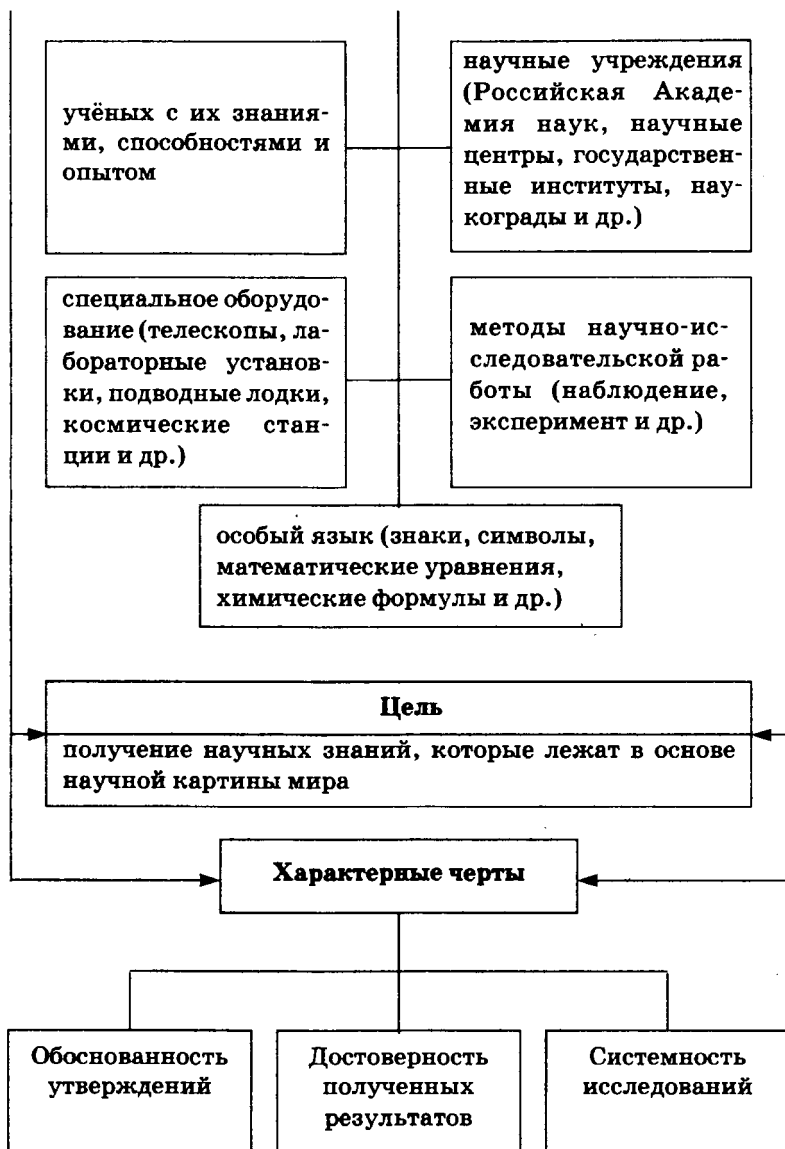 учёных с их знания-
ми, способностями и
опытом
научные учреждения
(Российская Акаде-
мия наук, научные
центры, государствен-
ные институты, нау-
кограды и др.)
специальное оборудо-
вание (телескопы, ла-
бораторные установ-
ки, подводные лодки,
космические стан-
ции и др.)
методы научно-ис-
следовательской ра-
боты (наблюдение,
эксперимент и др.)
особый язык (знаки, символы,
математические уравнения,
химические формулы и др.)
Цель
получение научных знаний, которые лежат в основе
научной картины мира
Характерные черты
Обоснованность
утверждений
Достоверность
полученных
результатов
Системность
исследований